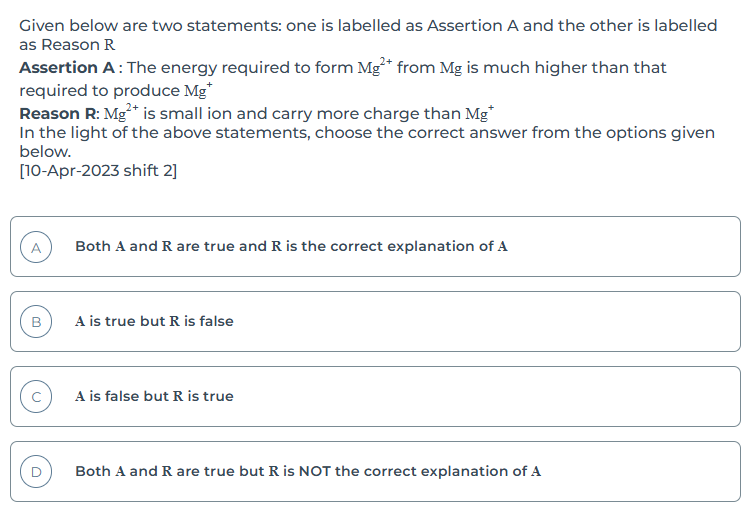 Given below are two statements: one is labelled as Assertion A and the other is labelled
as Reason R
Assertion A : The energy required to form Mg²⁺ from Mg is much higher than that
required to produce Mg⁺
Reason R: Mg²⁺ is small ion and carry more charge than Mg⁺
In the light of the above statements, choose the correct answer from the options given
below.
[10-Apr-2023 shift 2]
A Both A and R are true and R is the correct explanation of A
B A is true but R is false
C A is false but R is true
D Both A and R are true but R is NOT the correct explanation of A